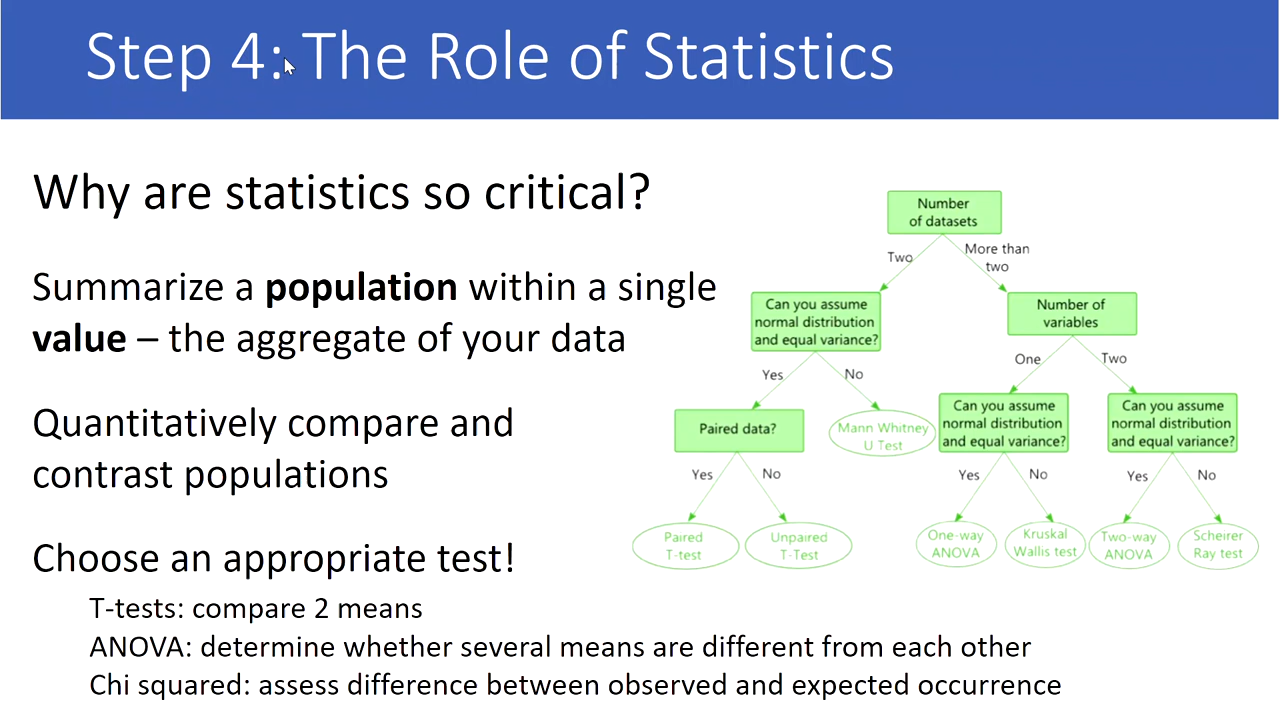 Step 4: The Role of Statistics
Why are statistics so critical?
Summarize a population within a single
value – the aggregate of your data
Quantitatively compare and
contrast populations
Choose an appropriate test!
T-tests: compare 2 means
ANOVA: determine whether several means are different from each other
Chi squared: assess difference between observed and expected occurrence
Number
of datasets
Two
More than
two
Can you assume
normal distribution
and equal variance?
Number of
variables
Yes
No
One
Two
Paired data?
Mann Whitney
U Test
Can you assume
normal distribution
and equal variance?
Can you assume
normal distribution
and equal variance?
Yes
No
Yes
No
Yes
No
Paired
T-test
Unpaired
T-Test
One-way
ANOVA
Kruskal
Wallis test
Two-way
ANOVA
Scheirer
Ray test